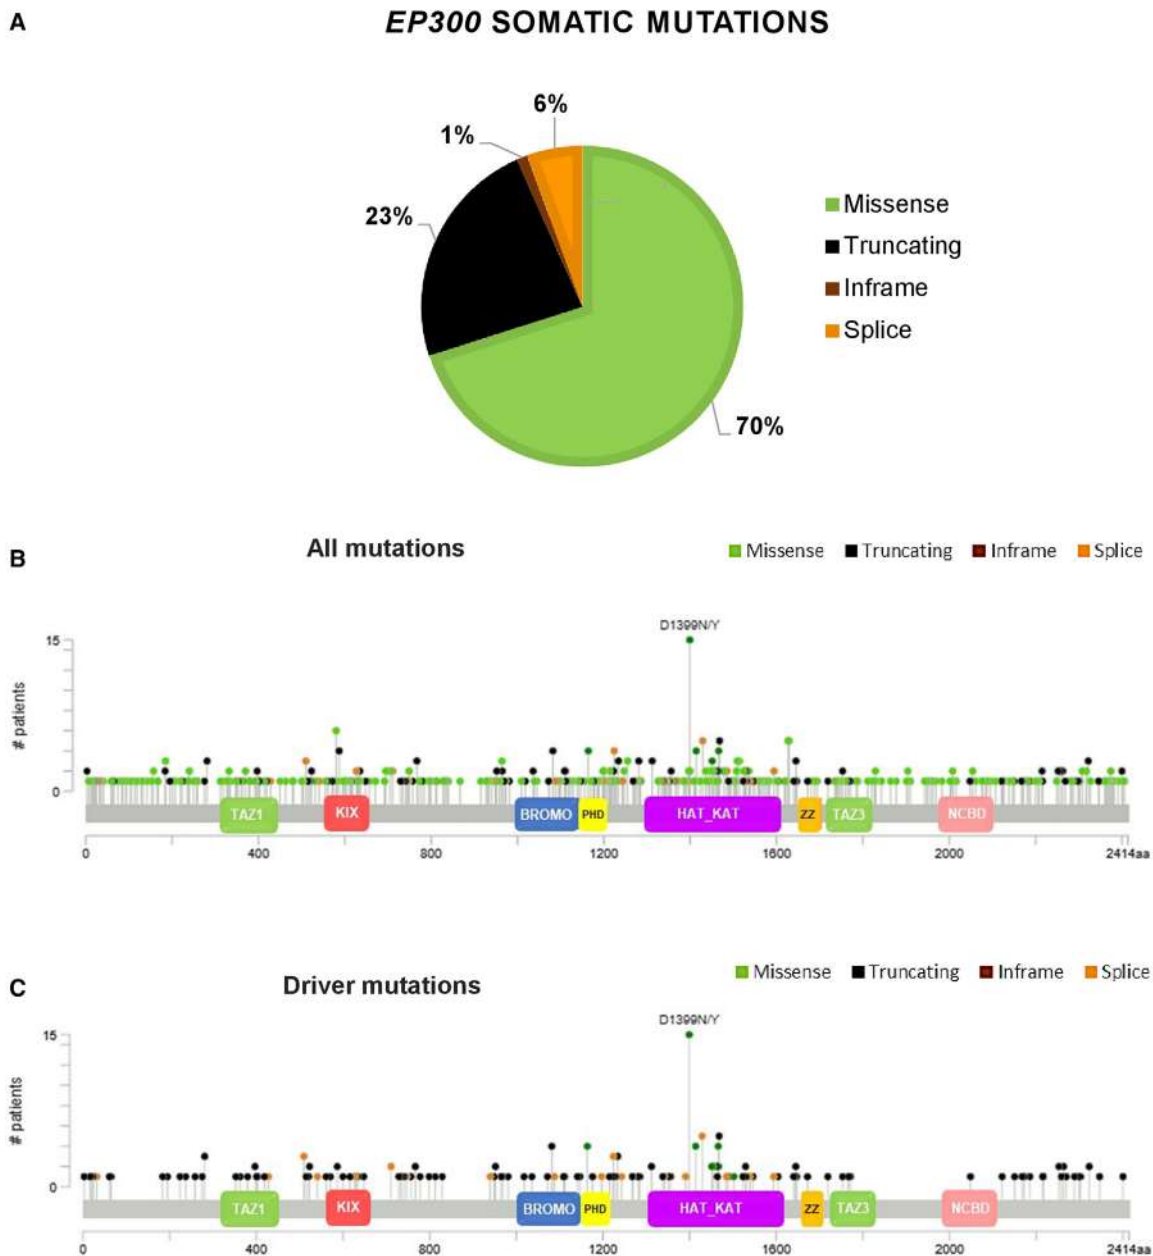 A
EP300 SOMATIC MUTATIONS
6%
1%
23%
70%
Missense
Truncating
Inframe
Splice
B
All mutations
Missense Truncating Inframe Splice
D1399N/Y
15
# patients
0
TAZ1 KIX BROMO PHD HAT_KAT ZZ TAZ3 NCBD
0 400 800 1200 1600 2000 2414aa
C
Driver mutations
Missense Truncating Inframe Splice
D1399N/Y
15
# patients
0
TAZ1 KIX BROMO PHD HAT_KAT ZZ TAZ3 NCBD
0 400 800 1200 1600 2000 2414aa